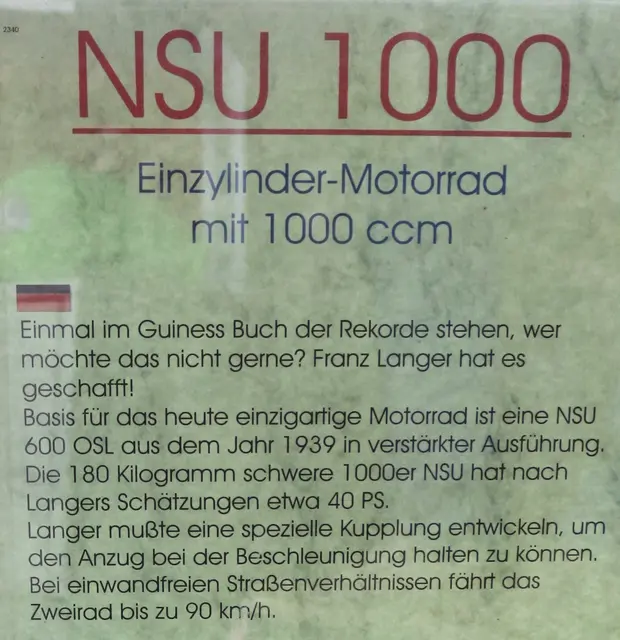 2340
NSU 1000
Einzylinder-Motorrad
mit 1000 ccm
Einmal im Guiness Buch der Rekorde stehen, wer
möchte das nicht gerne? Franz Langer hat es
geschafft!
Basis für das heute einzigartige Motorrad ist eine NSU
600 OSL aus dem Jahr 1939 in verstärkter Ausführung.
Die 180 Kilogramm schwere 1000er NSU hat nach
Langers Schätzungen etwa 40 PS.
Langer mußte eine spezielle Kupplung entwickeln, um
den Anzug bei der Beschleunigung halten zu können.
Bei einwandfreien Straßenverhältnissen fährt das
Zweirad bis zu 90 km/h.